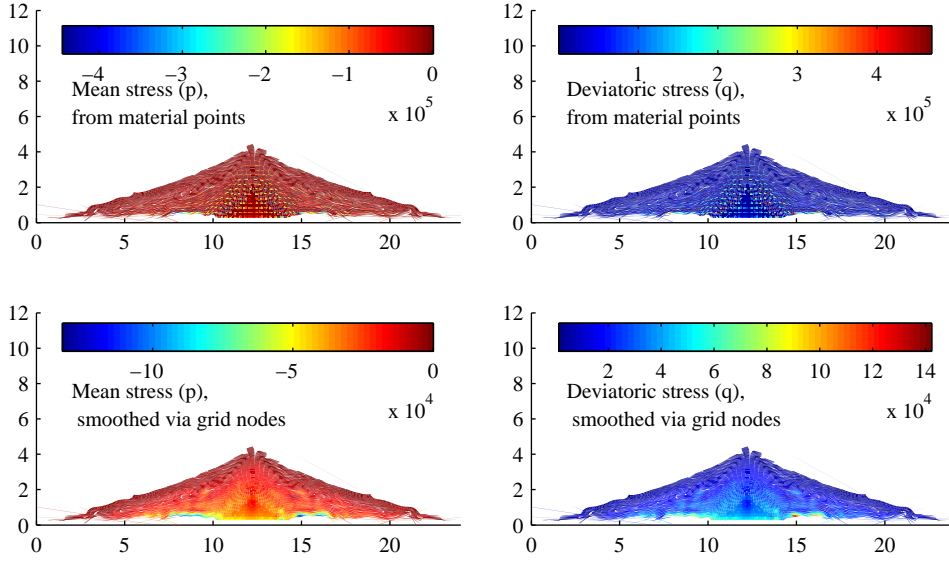 12
10
8
6
4
2
0
−4 −3 −2 −1 0
Mean stress (p),
from material points
x 10^5
0 5 10 15 20
12
10
8
6
4
2
0
1 2 3 4
Deviatoric stress (q),
from material points
x 10^5
0 5 10 15 20
12
10
8
6
4
2
0
−10 −5 0
Mean stress (p),
smoothed via grid nodes
x 10^4
0 5 10 15 20
12
10
8
6
4
2
0
2 4 6 8 10 12 14
Deviatoric stress (q),
smoothed via grid nodes
x 10^4
0 5 10 15 20